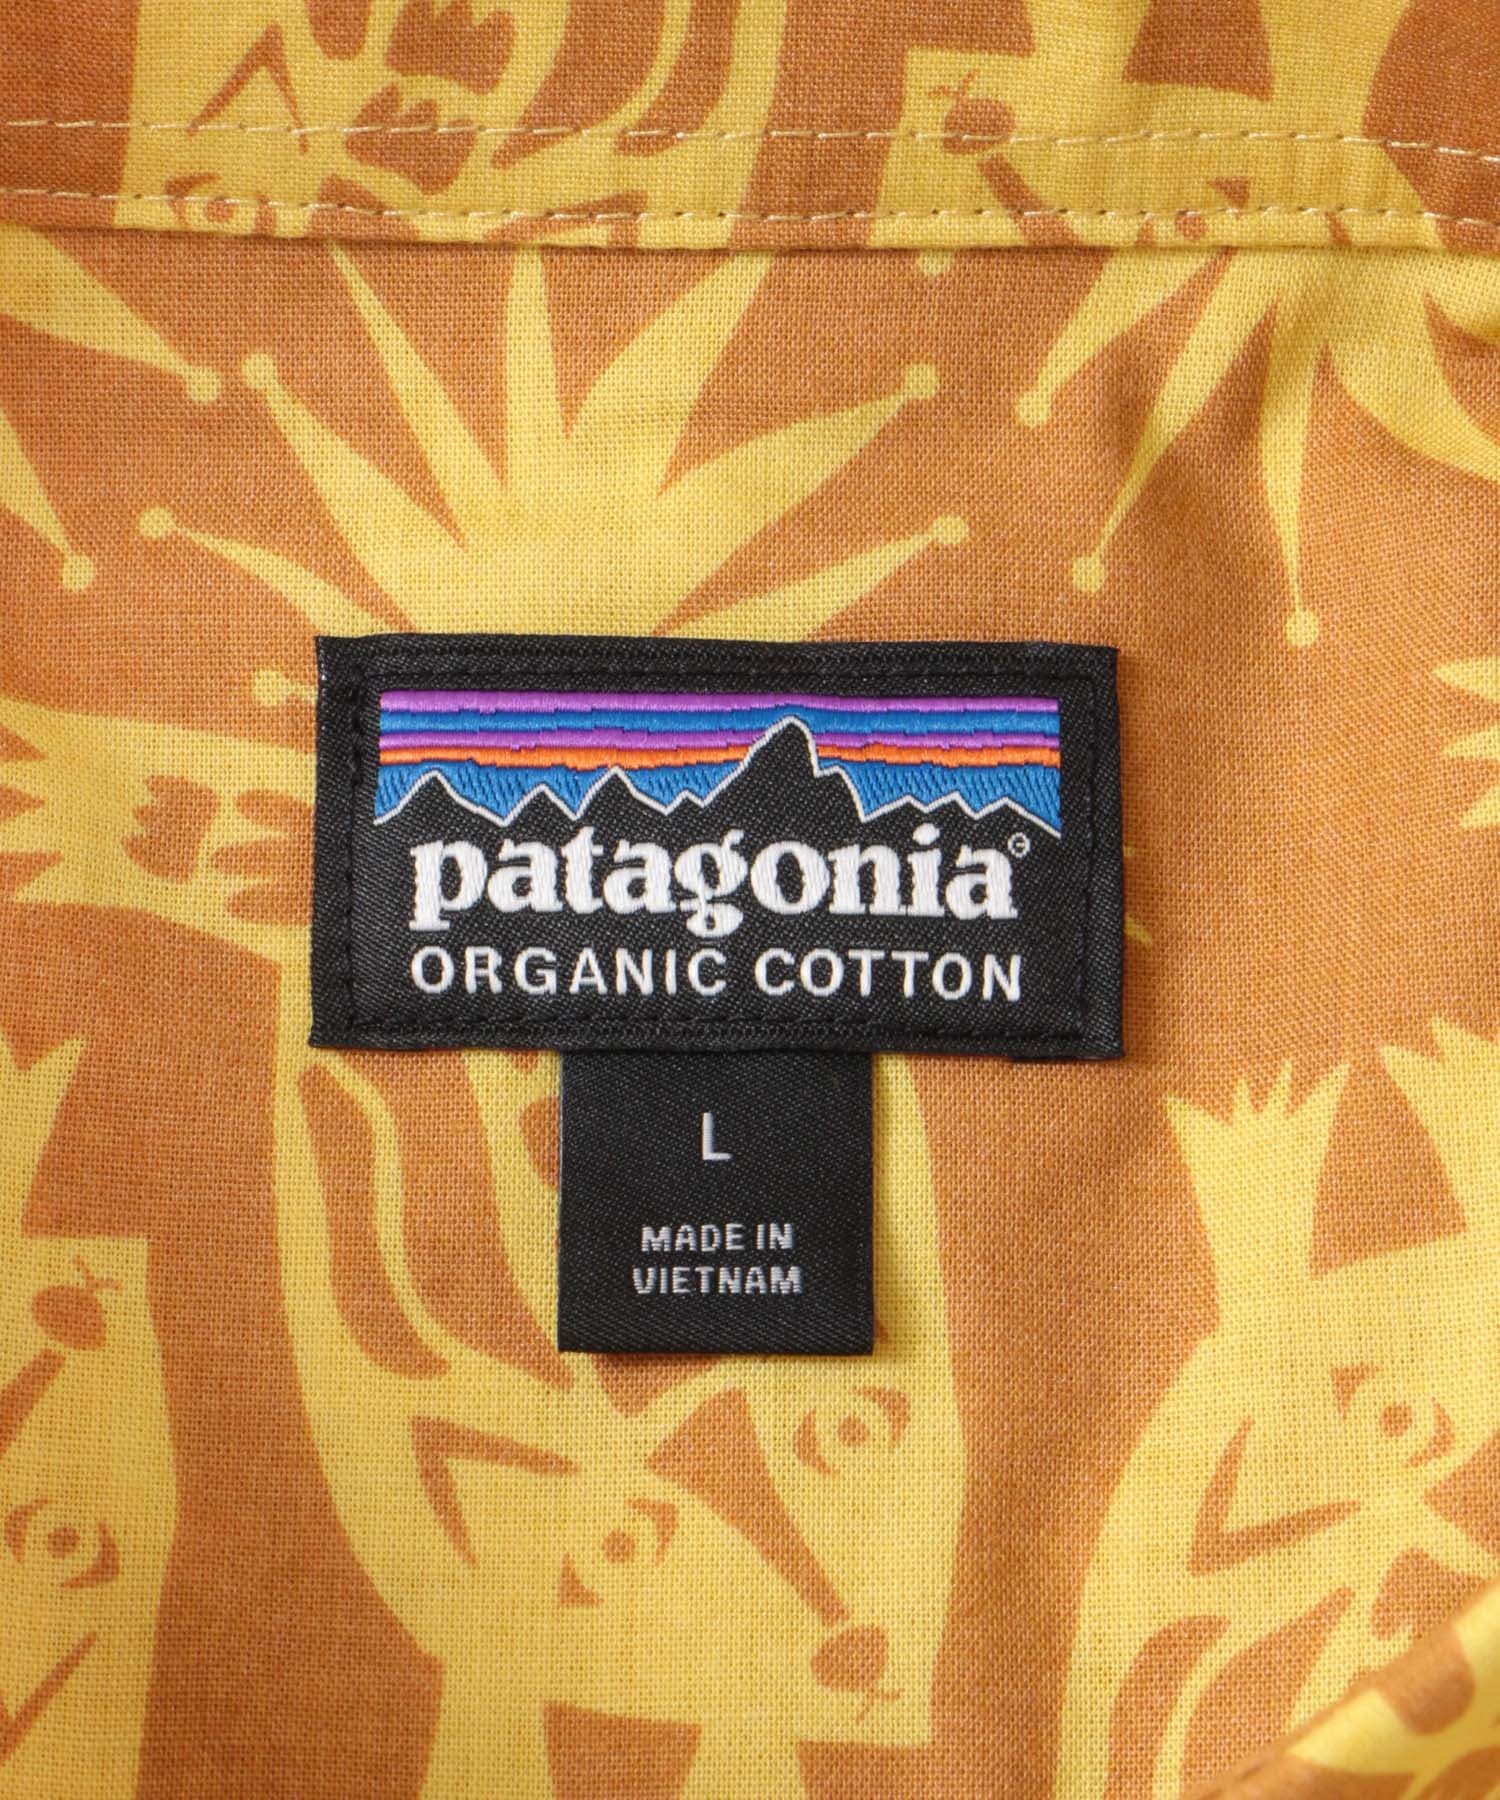 patagonia®
ORGANIC COTTON
L
MADE IN
VIETNAM